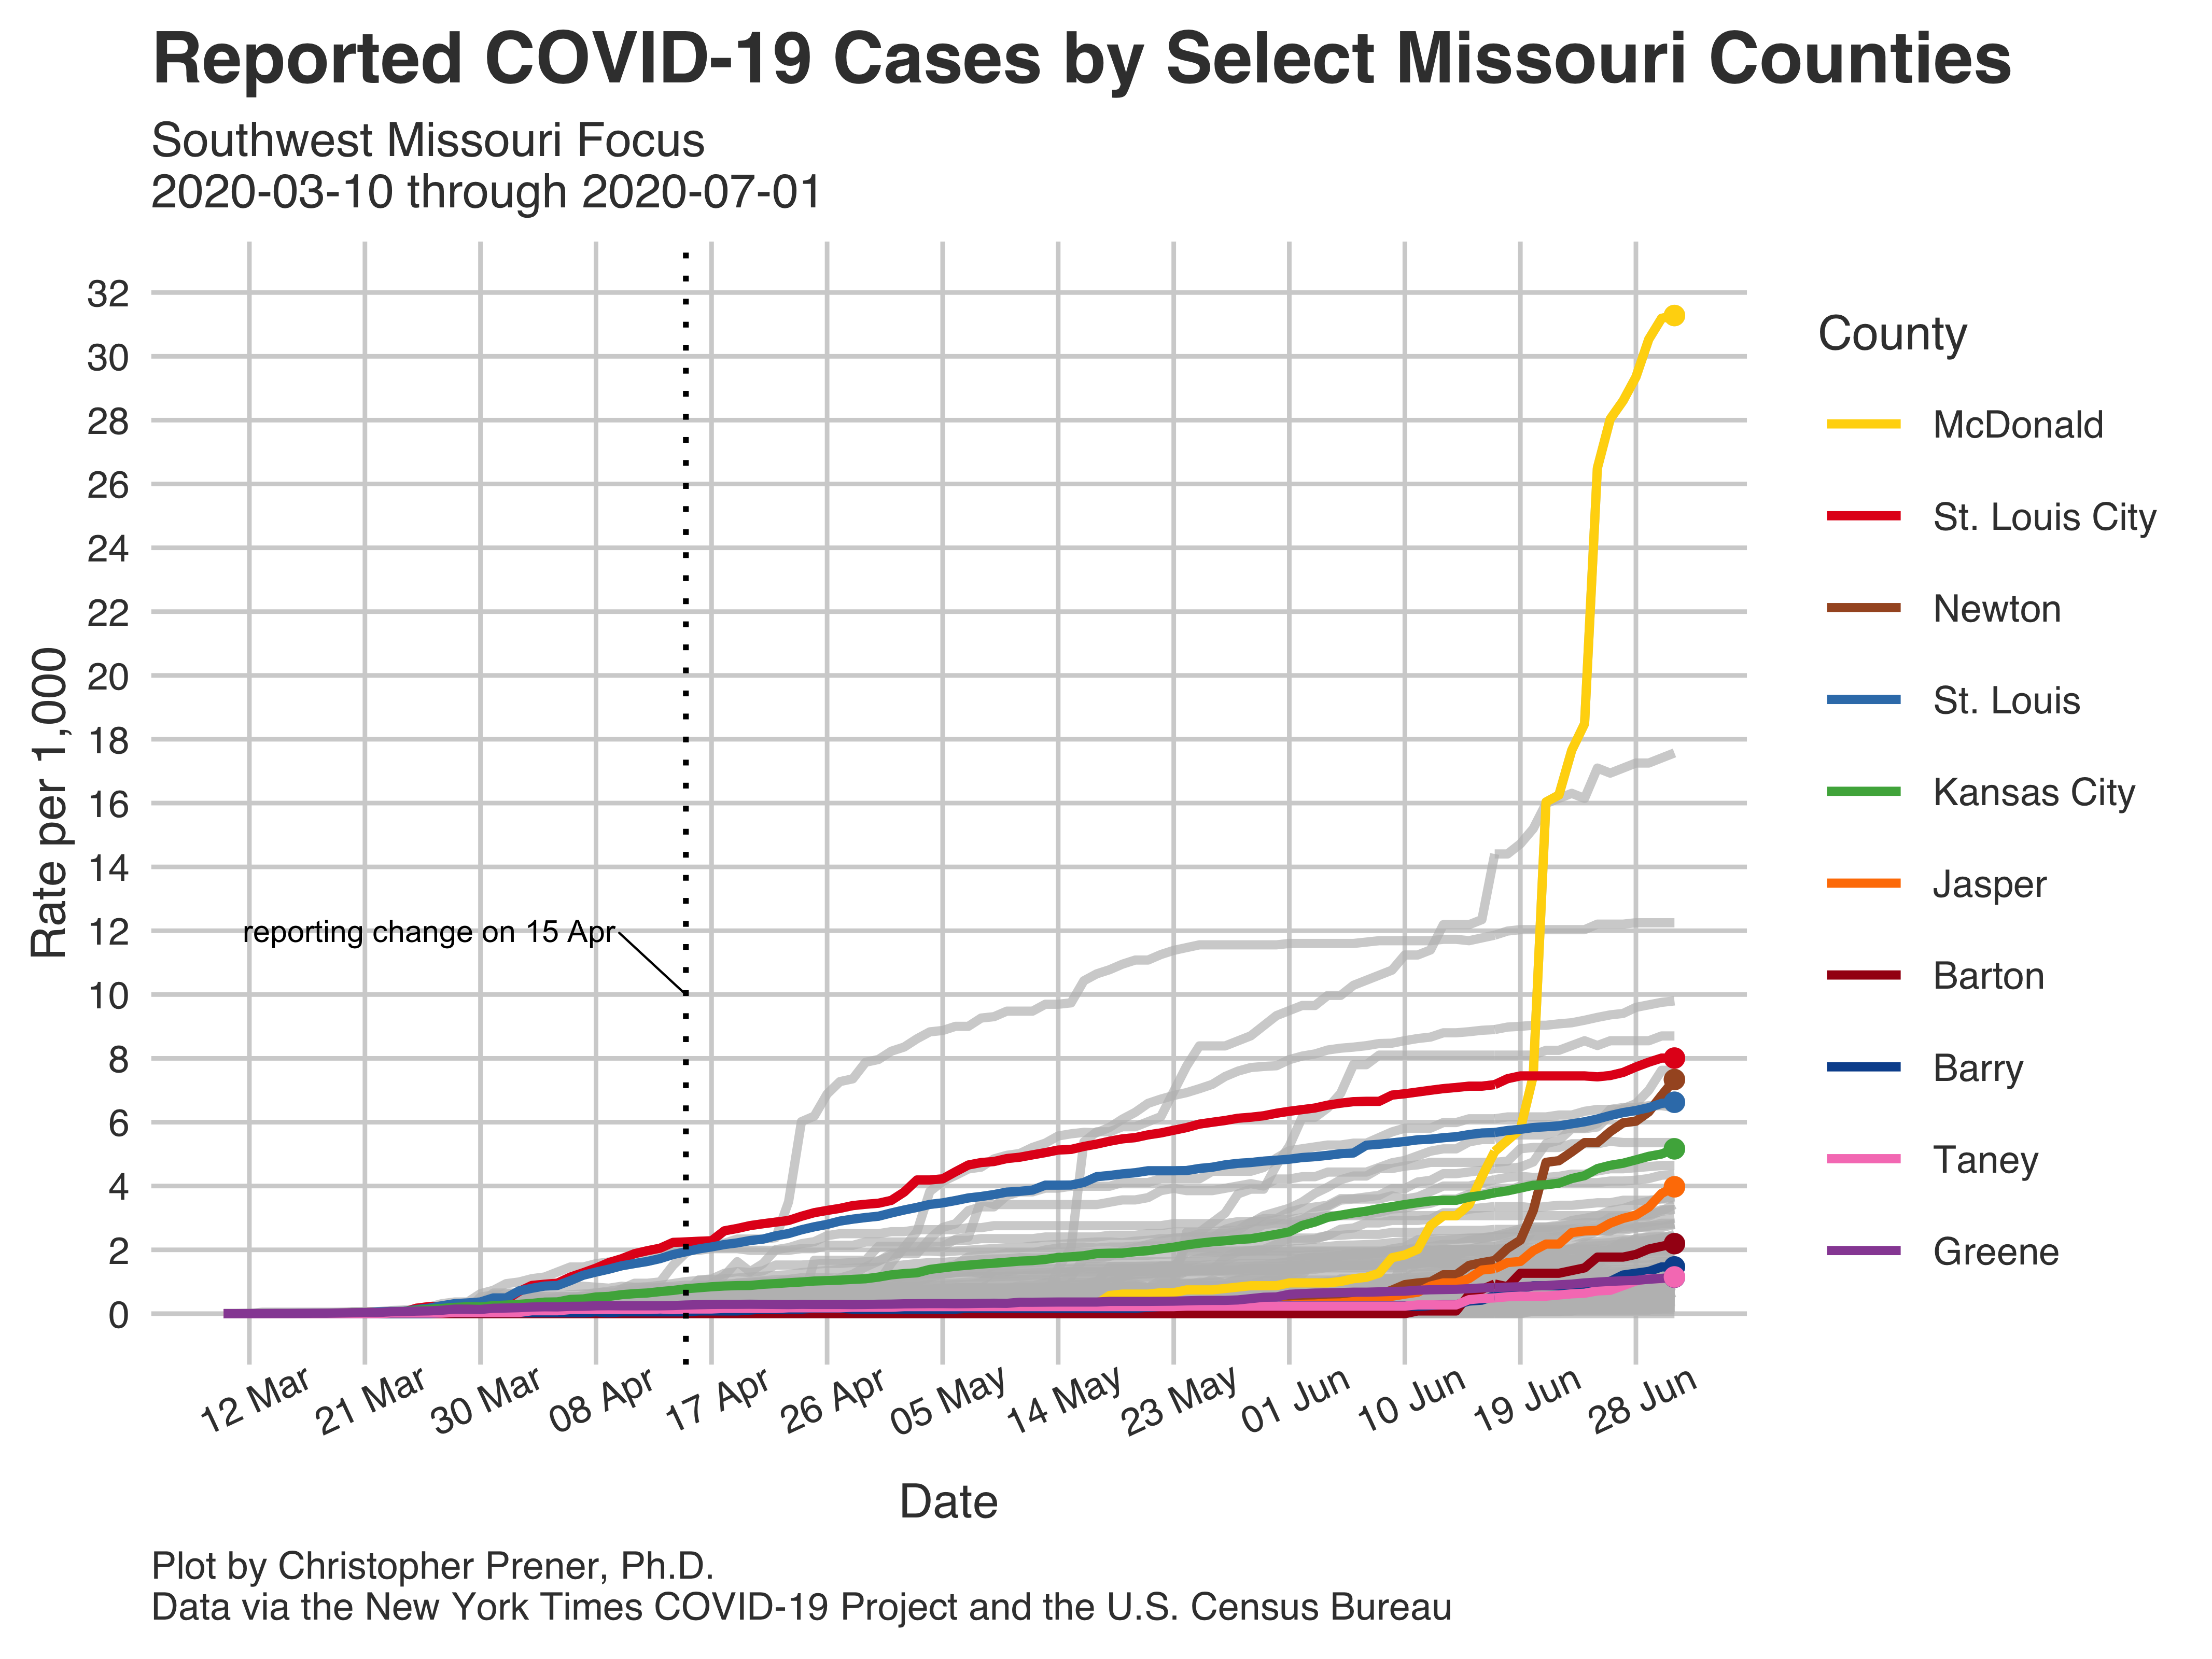 Reported COVID-19 Cases by Select Missouri Counties
Southwest Missouri Focus
2020-03-10 through 2020-07-01
Rate per 1,000
32
30
28
26
24
22
20
18
16
14
12
10
8
6
4
2
0
reporting change on 15 Apr
12 Mar
21 Mar
30 Mar
08 Apr
17 Apr
26 Apr
05 May
14 May
23 May
01 Jun
10 Jun
19 Jun
28 Jun
Date
County
McDonald
St. Louis City
Newton
St. Louis
Kansas City
Jasper
Barton
Barry
Taney
Greene
Plot by Christopher Prener, Ph.D.
Data via the New York Times COVID-19 Project and the U.S. Census Bureau